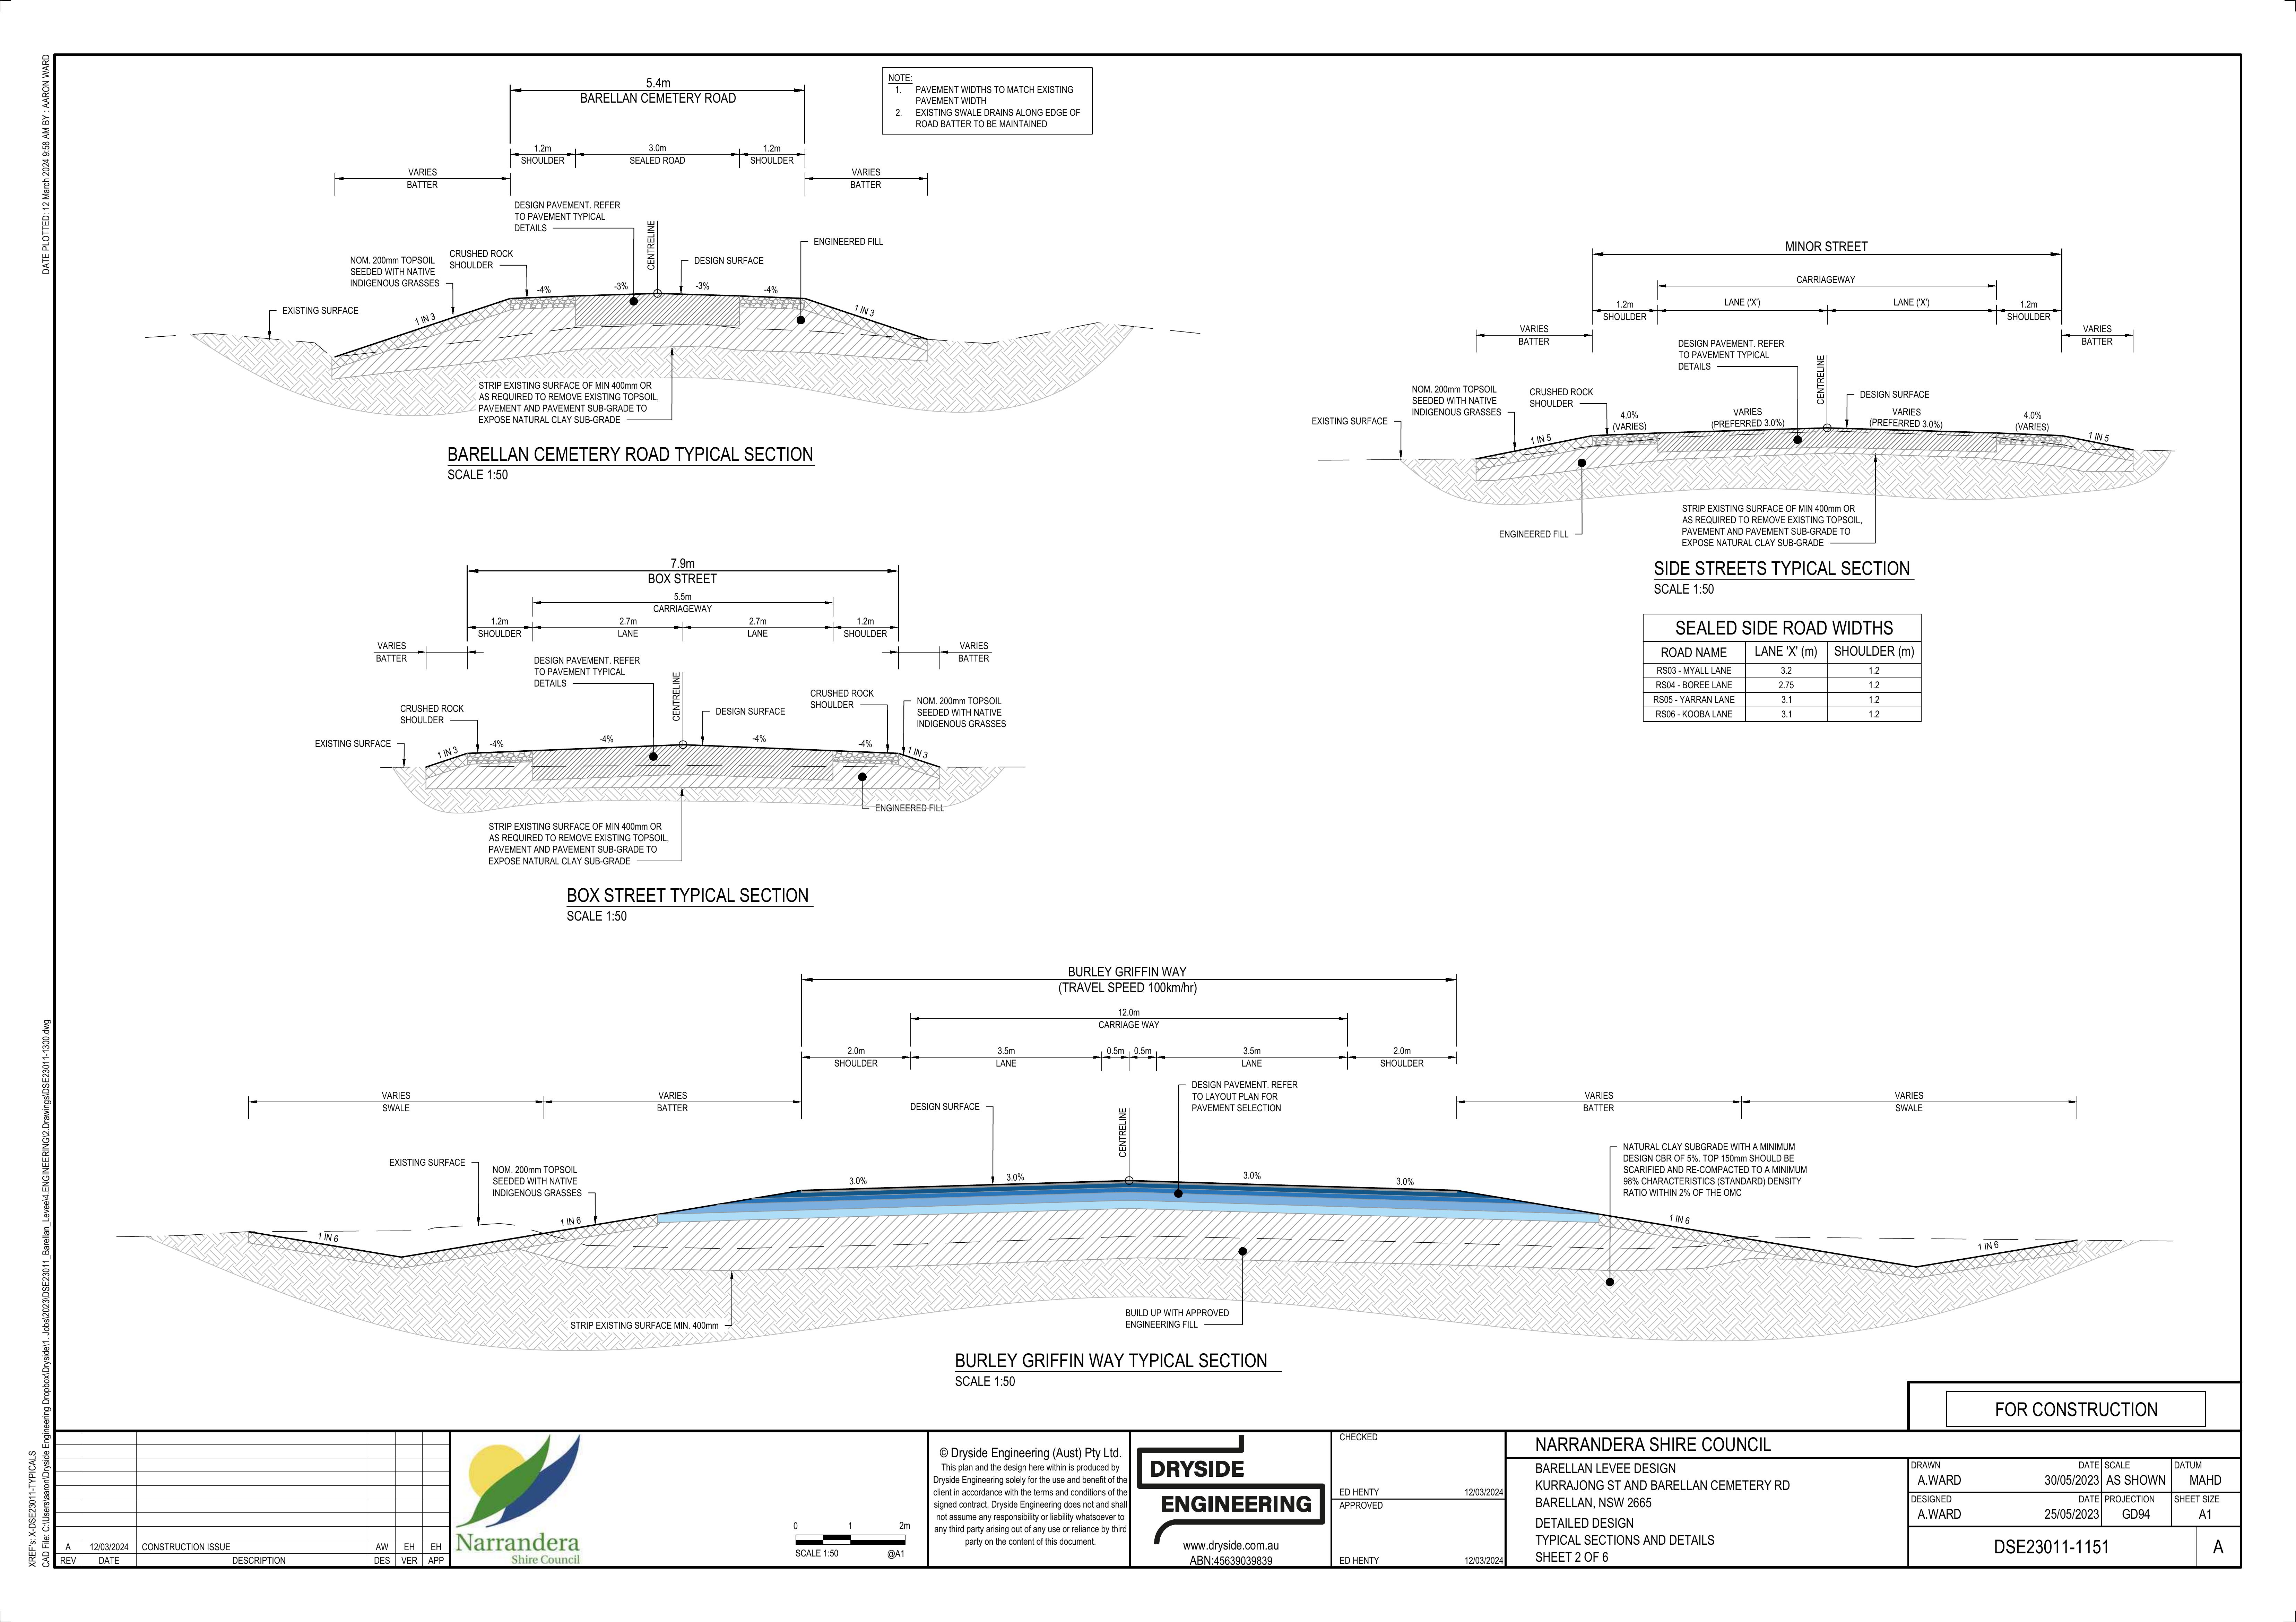 DATE PLOTTED: 12 March 2024 9:58 AM BY : AARON WARD
CAD File: C:\Users\aaron\Dryside Engineering Dropbox\Dryside\1. Jobs\2023\DSE23011_Barellan_Levee\4.ENGINEERING\2.Drawings\DSE23011-1300.dwg
XREF's: X-DSE23011-TYPICALS
5.4m
BARELLAN CEMETERY ROAD
1.2m
SHOULDER
3.0m
SEALED ROAD
1.2m
SHOULDER
VARIES
BATTER
VARIES
BATTER
DESIGN PAVEMENT. REFER
TO PAVEMENT TYPICAL
DETAILS
CENTRELINE
ENGINEERED FILL
CRUSHED ROCK
SHOULDER
DESIGN SURFACE
NOM. 200mm TOPSOIL
SEEDED WITH NATIVE
INDIGENOUS GRASSES
EXISTING SURFACE
-4%
-3%
-3%
-4%
1 IN 3
1 IN 3
STRIP EXISTING SURFACE OF MIN 400mm OR
AS REQUIRED TO REMOVE EXISTING TOPSOIL,
PAVEMENT AND PAVEMENT SUB-GRADE TO
EXPOSE NATURAL CLAY SUB-GRADE
BARELLAN CEMETERY ROAD TYPICAL SECTION
SCALE 1:50
NOTE:
1. PAVEMENT WIDTHS TO MATCH EXISTING
PAVEMENT WIDTH
2. EXISTING SWALE DRAINS ALONG EDGE OF
ROAD BATTER TO BE MAINTAINED
MINOR STREET
CARRIAGEWAY
1.2m
SHOULDER
LANE ('X')
LANE ('X')
1.2m
SHOULDER
VARIES
BATTER
VARIES
BATTER
DESIGN PAVEMENT. REFER
TO PAVEMENT TYPICAL
DETAILS
CENTRELINE
NOM. 200mm TOPSOIL
SEEDED WITH NATIVE
INDIGENOUS GRASSES
CRUSHED ROCK
SHOULDER
DESIGN SURFACE
EXISTING SURFACE
4.0%
(VARIES)
VARIES
(PREFERRED 3.0%)
VARIES
(PREFERRED 3.0%)
4.0%
(VARIES)
1 IN 5
1 IN 5
ENGINEERED FILL
STRIP EXISTING SURFACE OF MIN 400mm OR
AS REQUIRED TO REMOVE EXISTING TOPSOIL,
PAVEMENT AND PAVEMENT SUB-GRADE TO
EXPOSE NATURAL CLAY SUB-GRADE
SIDE STREETS TYPICAL SECTION
SCALE 1:50
SEALED SIDE ROAD WIDTHS
ROAD NAME LANE 'X' (m) SHOULDER (m)
RS03 - MYALL LANE 3.2 1.2
RS04 - BOREE LANE 2.75 1.2
RS05 - YARRAN LANE 3.1 1.2
RS06 - KOOBA LANE 3.1 1.2
7.9m
BOX STREET
5.5m
CARRIAGEWAY
1.2m
SHOULDER
2.7m
LANE
2.7m
LANE
1.2m
SHOULDER
VARIES
BATTER
VARIES
BATTER
DESIGN PAVEMENT. REFER
TO PAVEMENT TYPICAL
DETAILS
CENTRELINE
CRUSHED ROCK
SHOULDER
DESIGN SURFACE
CRUSHED ROCK
SHOULDER
NOM. 200mm TOPSOIL
SEEDED WITH NATIVE
INDIGENOUS GRASSES
EXISTING SURFACE
1 IN 3
-4%
-4%
-4%
-4%
1 IN 3
ENGINEERED FILL
STRIP EXISTING SURFACE OF MIN 400mm OR
AS REQUIRED TO REMOVE EXISTING TOPSOIL,
PAVEMENT AND PAVEMENT SUB-GRADE TO
EXPOSE NATURAL CLAY SUB-GRADE
BOX STREET TYPICAL SECTION
SCALE 1:50
BURLEY GRIFFIN WAY
(TRAVEL SPEED 100km/hr)
12.0m
CARRIAGE WAY
2.0m
SHOULDER
3.5m
LANE
0.5m
0.5m
3.5m
LANE
2.0m
SHOULDER
VARIES
SWALE
VARIES
BATTER
VARIES
BATTER
VARIES
SWALE
DESIGN SURFACE
CENTRELINE
DESIGN PAVEMENT. REFER
TO LAYOUT PLAN FOR
PAVEMENT SELECTION
EXISTING SURFACE
NOM. 200mm TOPSOIL
SEEDED WITH NATIVE
INDIGENOUS GRASSES
NATURAL CLAY SUBGRADE WITH A MINIMUM
DESIGN CBR OF 5%. TOP 150mm SHOULD BE
SCARIFIED AND RE-COMPACTED TO A MINIMUM
98% CHARACTERISTICS (STANDARD) DENSITY
RATIO WITHIN 2% OF THE OMC
3.0%
3.0%
3.0%
3.0%
1 IN 6
1 IN 6
1 IN 6
1 IN 6
STRIP EXISTING SURFACE MIN. 400mm
BUILD UP WITH APPROVED
ENGINEERING FILL
BURLEY GRIFFIN WAY TYPICAL SECTION
SCALE 1:50
FOR CONSTRUCTION
A 12/03/2024 CONSTRUCTION ISSUE AW EH EH
REV DATE DESCRIPTION DES VER APP
Narrandera
Shire Council
0 1 2m
SCALE 1:50 @A1
© Dryside Engineering (Aust) Pty Ltd.
This plan and the design here within is produced by
Dryside Engineering solely for the use and benefit of the
client in accordance with the terms and conditions of the
signed contract. Dryside Engineering does not and shall
not assume any responsibility or liability whatsoever to
any third party arising out of any use or reliance by third
party on the content of this document.
DRYSIDE
ENGINEERING
www.dryside.com.au
ABN:45639039839
CHECKED
ED HENTY 12/03/2024
APPROVED
ED HENTY 12/03/2024
NARRANDERA SHIRE COUNCIL
BARELLAN LEVEE DESIGN
KURRAJONG ST AND BARELLAN CEMETERY RD
BARELLAN, NSW 2665
DETAILED DESIGN
TYPICAL SECTIONS AND DETAILS
SHEET 2 OF 6
DRAWN DATE SCALE DATUM
A.WARD 30/05/2023 AS SHOWN MAHD
DESIGNED DATE PROJECTION SHEET SIZE
A.WARD 25/05/2023 GD94 A1
DSE23011-1151 A